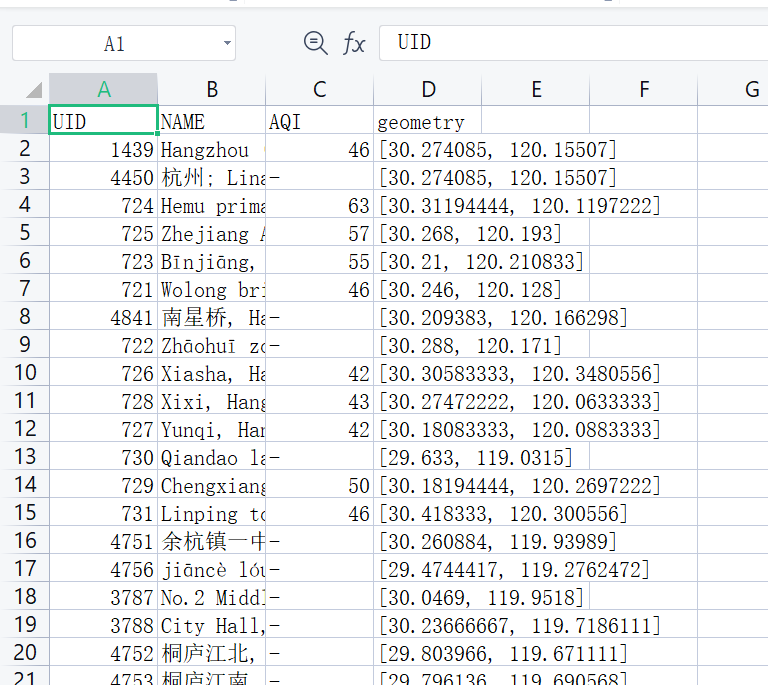 A1 fx UID
A B C D E F G
1 UID NAME AQI geometry
2 1439 Hangzhou 46 [30.274085, 120.15507]
3 4450 杭州; Lina - [30.274085, 120.15507]
4 724 Hemu prima 63 [30.31194444, 120.1197222]
5 725 Zhejiang A 57 [30.268, 120.193]
6 723 Bīnjiāng, 55 [30.21, 120.210833]
7 721 Wolong bri 46 [30.246, 120.128]
8 4841 南星桥, Ha - [30.209383, 120.166298]
9 722 Zhāohuī zo - [30.288, 120.171]
10 726 Xiasha, Ha 42 [30.30583333, 120.3480556]
11 728 Xixi, Hang 43 [30.27472222, 120.0633333]
12 727 Yunqi, Han 42 [30.18083333, 120.0883333]
13 730 Qiandao la - [29.633, 119.0315]
14 729 Chengxiang 50 [30.18194444, 120.2697222]
15 731 Linping to 46 [30.418333, 120.300556]
16 4751 余杭镇一中 - [30.260884, 119.93989]
17 4756 jiāncè lóu - [29.4744417, 119.2762472]
18 3787 No.2 Middl - [30.0469, 119.9518]
19 3788 City Hall, - [30.23666667, 119.7186111]
20 4752 桐庐江北, - [29.803966, 119.671111]
21 4753 桐庐江南 - [29.796136, 119.690568]